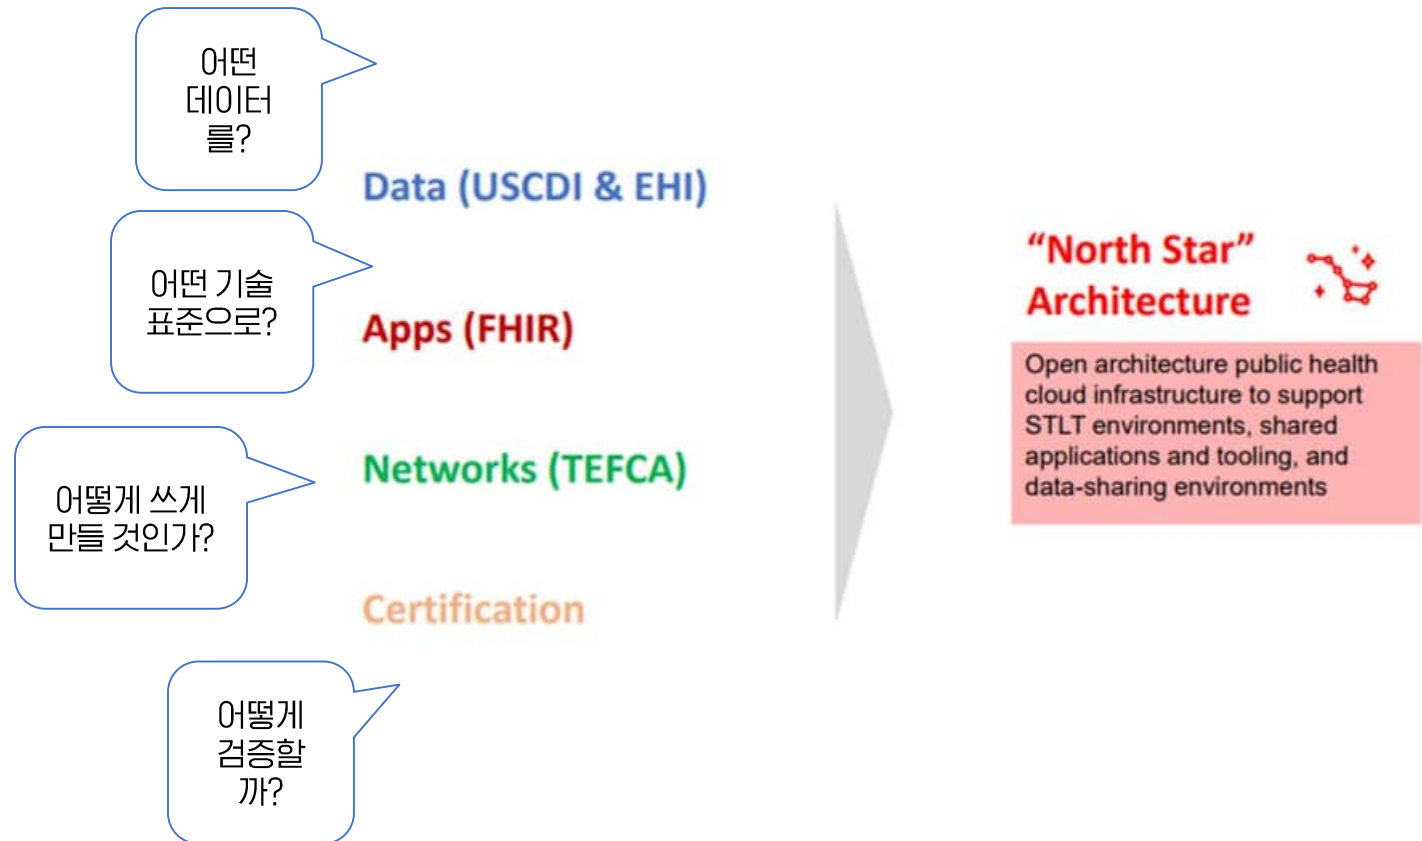 어떤
데이터
를?
Data (USCDI & EHI)
어떤 기술
표준으로?
Apps (FHIR)
어떻게 쓰게
만들 것인가?
Networks (TEFCA)
Certification
어떻게
검증할
까?
“North Star”
Architecture
Open architecture public health
cloud infrastructure to support
STLT environments, shared
applications and tooling, and
data-sharing environments